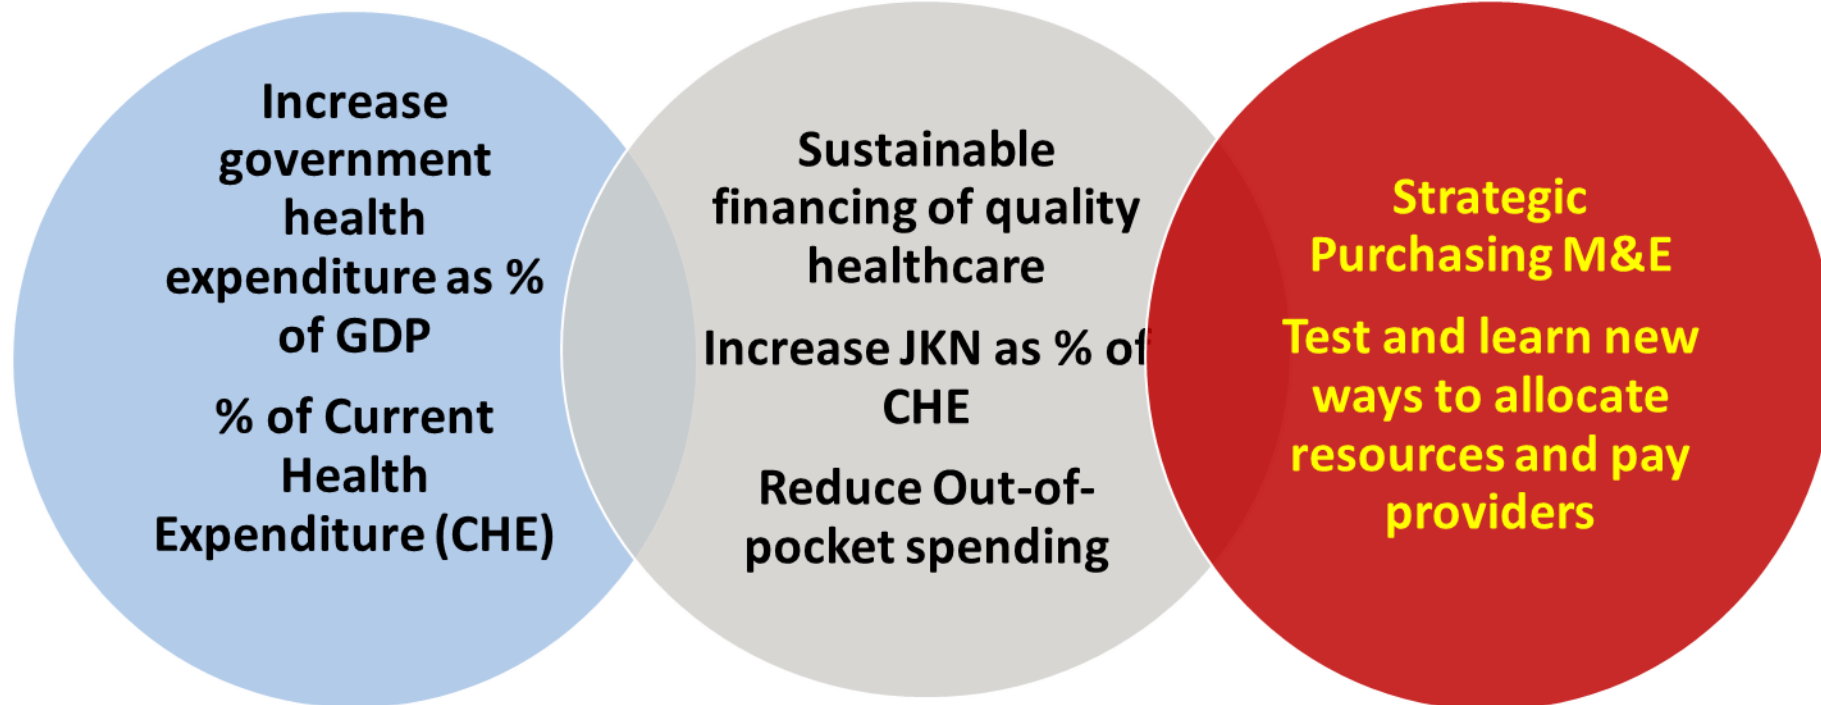 Increase
government
health
expenditure as %
of GDP
% of Current
Health
Expenditure (CHE)
Sustainable
financing of quality
healthcare
Increase JKN as % of
CHE
Reduce Out-of-
pocket spending
Strategic
Purchasing M&E
Test and learn new
ways to allocate
resources and pay
providers